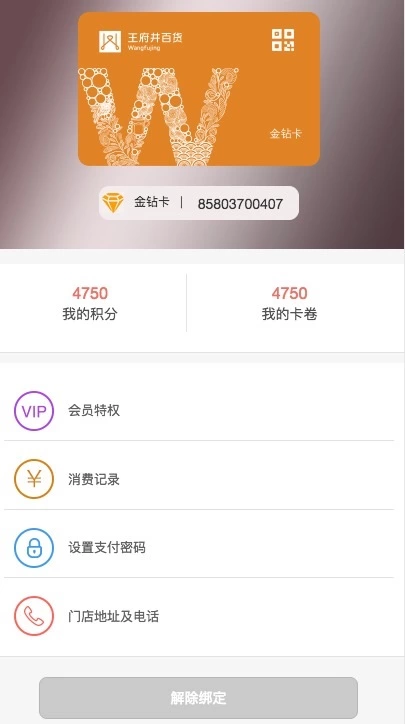 王府井百货
Wangfujing
金钻卡
金钻卡 | 85803700407
4750
我的积分
4750
我的卡卷
VIP 会员特权
¥ 消费记录
设置支付密码
门店地址及电话
解除绑定